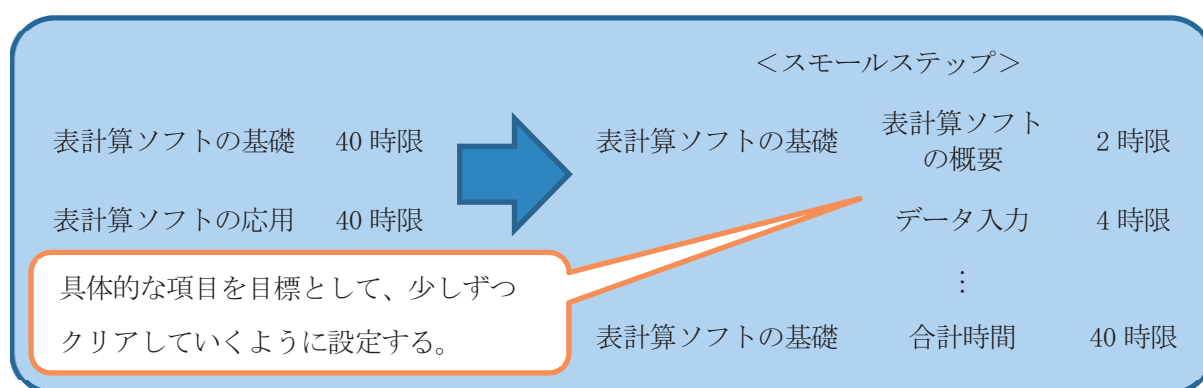 ＜スモールステップ＞
表計算ソフトの基礎 40 時限
表計算ソフトの応用 40 時限
具体的な項目を目標として、少しずつ
クリアしていくように設定する。
表計算ソフトの基礎 表計算ソフト
の概要 2 時限
データ入力 4 時限
⋮
表計算ソフトの基礎 合計時間 40 時限